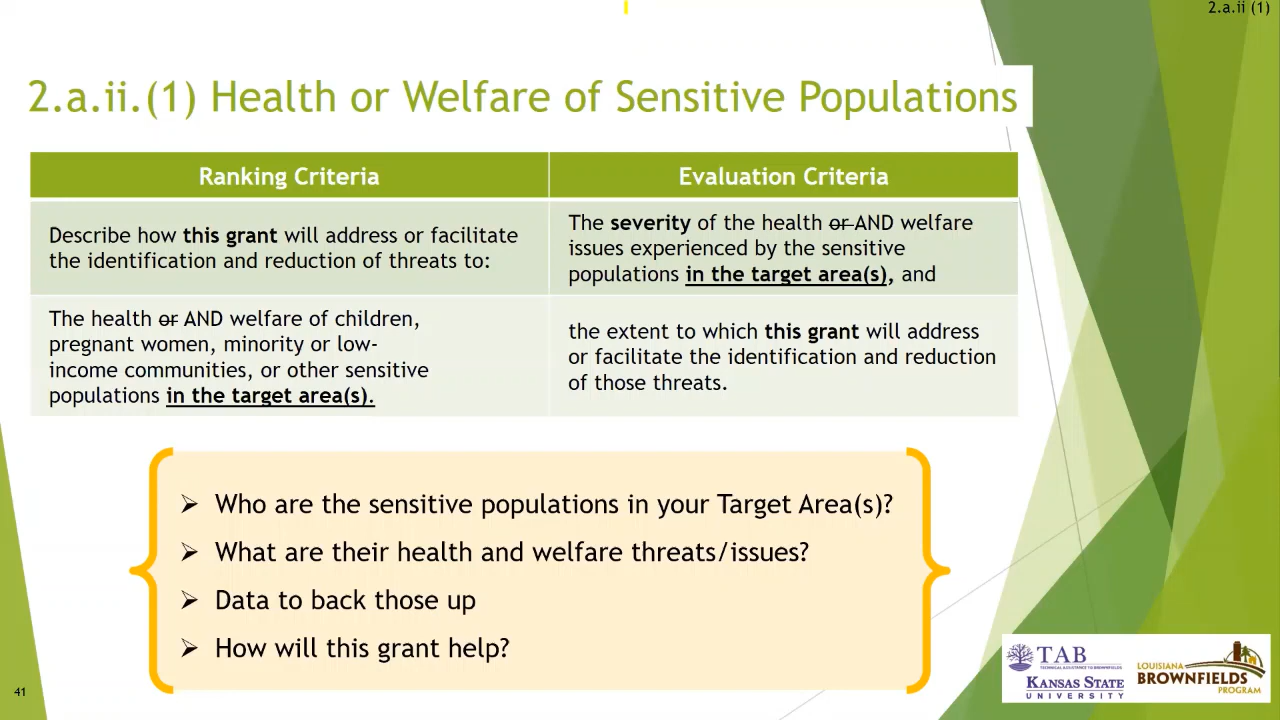 2.a.ii (1)
2.a.ii.(1) Health or Welfare of Sensitive Populations
Ranking Criteria
Evaluation Criteria
Describe how this grant will address or facilitate
the identification and reduction of threats to:
The severity of the health or AND welfare
issues experienced by the sensitive
populations in the target area(s), and
The health or AND welfare of children,
pregnant women, minority or low-
income communities, or other sensitive
populations in the target area(s).
the extent to which this grant will address
or facilitate the identification and reduction
of those threats.
➢ Who are the sensitive populations in your Target Area(s)?
➢ What are their health and welfare threats/issues?
➢ Data to back those up
➢ How will this grant help?
41
TAB
TECHNICAL ASSISTANCE TO BROWNFIELDS
KANSAS STATE
UNIVERSITY
LOUISIANA
BROWNFIELDS
PROGRAM